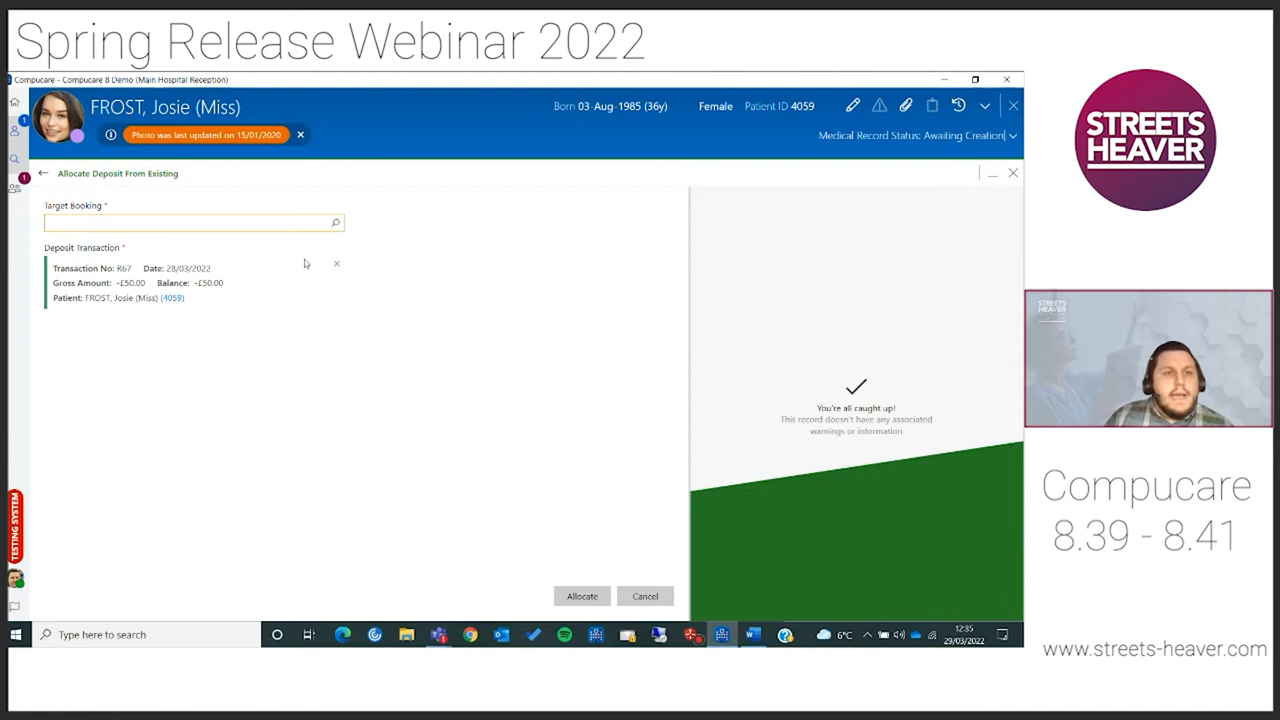 Spring Release Webinar 2022
Compucare - Compucare 8 Demo (Main Hospital Reception)
FROST, Josie (Miss)
Born 03-Aug-1985 (36y) Female Patient ID 4059
1
Photo was last updated on 15/01/2020
Medical Record Status: Awaiting Creation
STREETS
HEAVER
1
Allocate Deposit From Existing
Target Booking *
Deposit Transaction *
Transaction No: R67 Date: 28/03/2022
Gross Amount: -£50.00 Balance: -£50.00
Patient: FROST, Josie (Miss) (4059)
STREETS
HEAVER
You're all caught up!
This record doesn't have any associated
warnings or information
Compucare
8.39 - 8.41
TESTING SYSTEM
Allocate Cancel
Type here to search
6°C
12:35
29/03/2022
www.streets-heaver.com